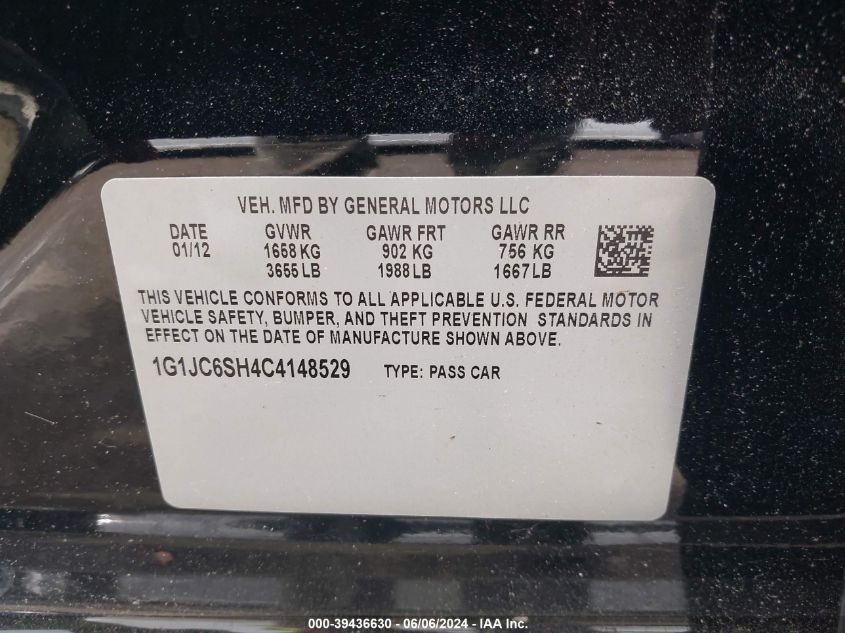 VEH. MFD BY GENERAL MOTORS LLC
DATE GVWR GAWR FRT GAWR RR
01/12 1658 KG 902 KG 756 KG
3655 LB 1988 LB 1667 LB
THIS VEHICLE CONFORMS TO ALL APPLICABLE U.S. FEDERAL MOTOR
VEHICLE SAFETY, BUMPER, AND THEFT PREVENTION STANDARDS IN
EFFECT ON THE DATE OF MANUFACTURE SHOWN ABOVE.
1G1JC6SH4C4148529 TYPE: PASS CAR
000-39436630 - 06/06/2024 - IAA Inc.